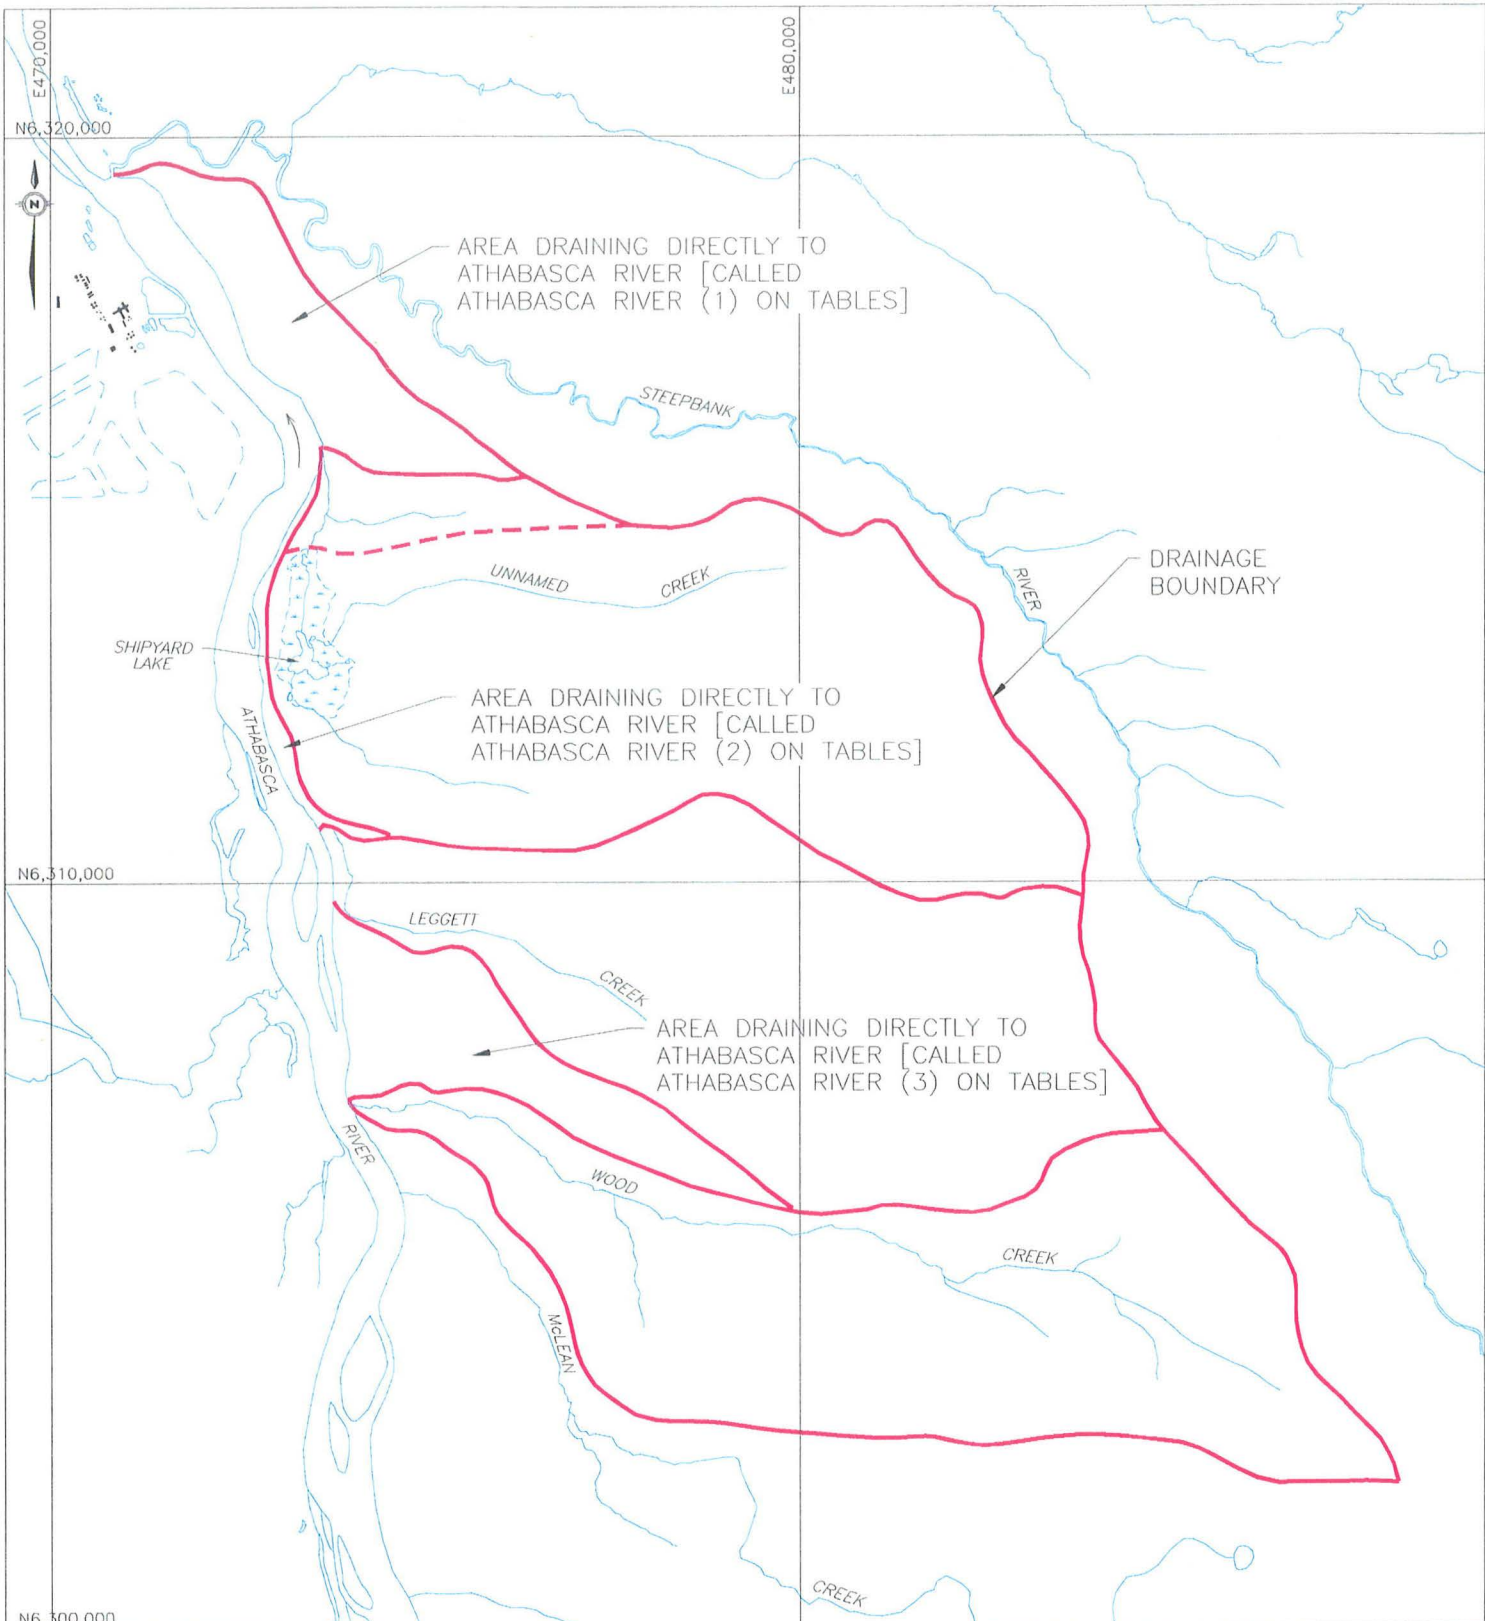 E470,000
E480,000
N6,320,000
N
AREA DRAINING DIRECTLY TO
ATHABASCA RIVER [CALLED
ATHABASCA RIVER (1) ON TABLES]
STEEPBANK
RIVER
DRAINAGE
BOUNDARY
UNNAMED CREEK
SHIPYARD
LAKE
AREA DRAINING DIRECTLY TO
ATHABASCA RIVER [CALLED
ATHABASCA RIVER (2) ON TABLES]
ATHABASCA
N6,310,000
LEGGETT
CREEK
AREA DRAINING DIRECTLY TO
ATHABASCA RIVER [CALLED
ATHABASCA RIVER (3) ON TABLES]
RIVER
WOOD
CREEK
McLEAN
CREEK
N6,300,000